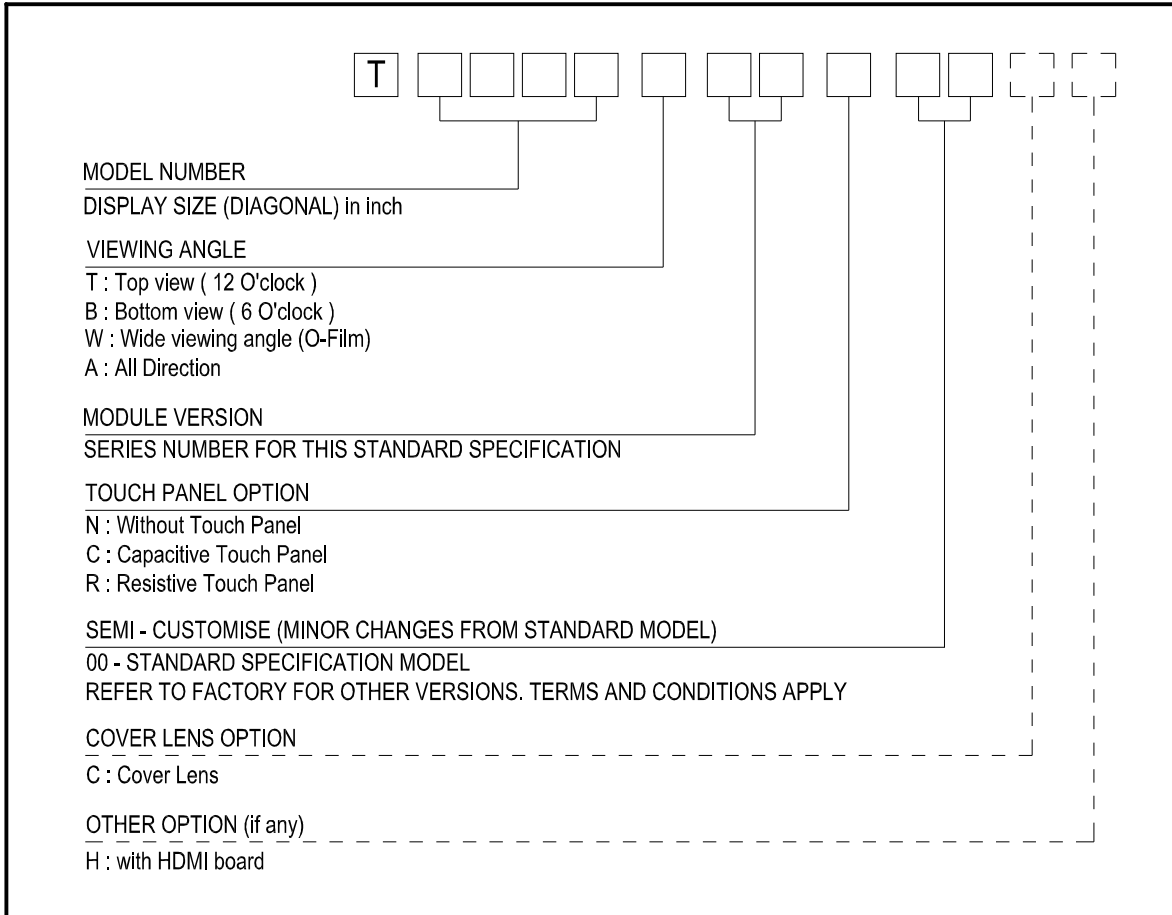 T
MODEL NUMBER
DISPLAY SIZE (DIAGONAL) in inch
VIEWING ANGLE
T : Top view ( 12 O'clock )
B : Bottom view ( 6 O'clock )
W : Wide viewing angle (O-Film)
A : All Direction
MODULE VERSION
SERIES NUMBER FOR THIS STANDARD SPECIFICATION
TOUCH PANEL OPTION
N : Without Touch Panel
C : Capacitive Touch Panel
R : Resistive Touch Panel
SEMI - CUSTOMISE (MINOR CHANGES FROM STANDARD MODEL)
00 - STANDARD SPECIFICATION MODEL
REFER TO FACTORY FOR OTHER VERSIONS. TERMS AND CONDITIONS APPLY
COVER LENS OPTION
C : Cover Lens
OTHER OPTION (if any)
H : with HDMI board